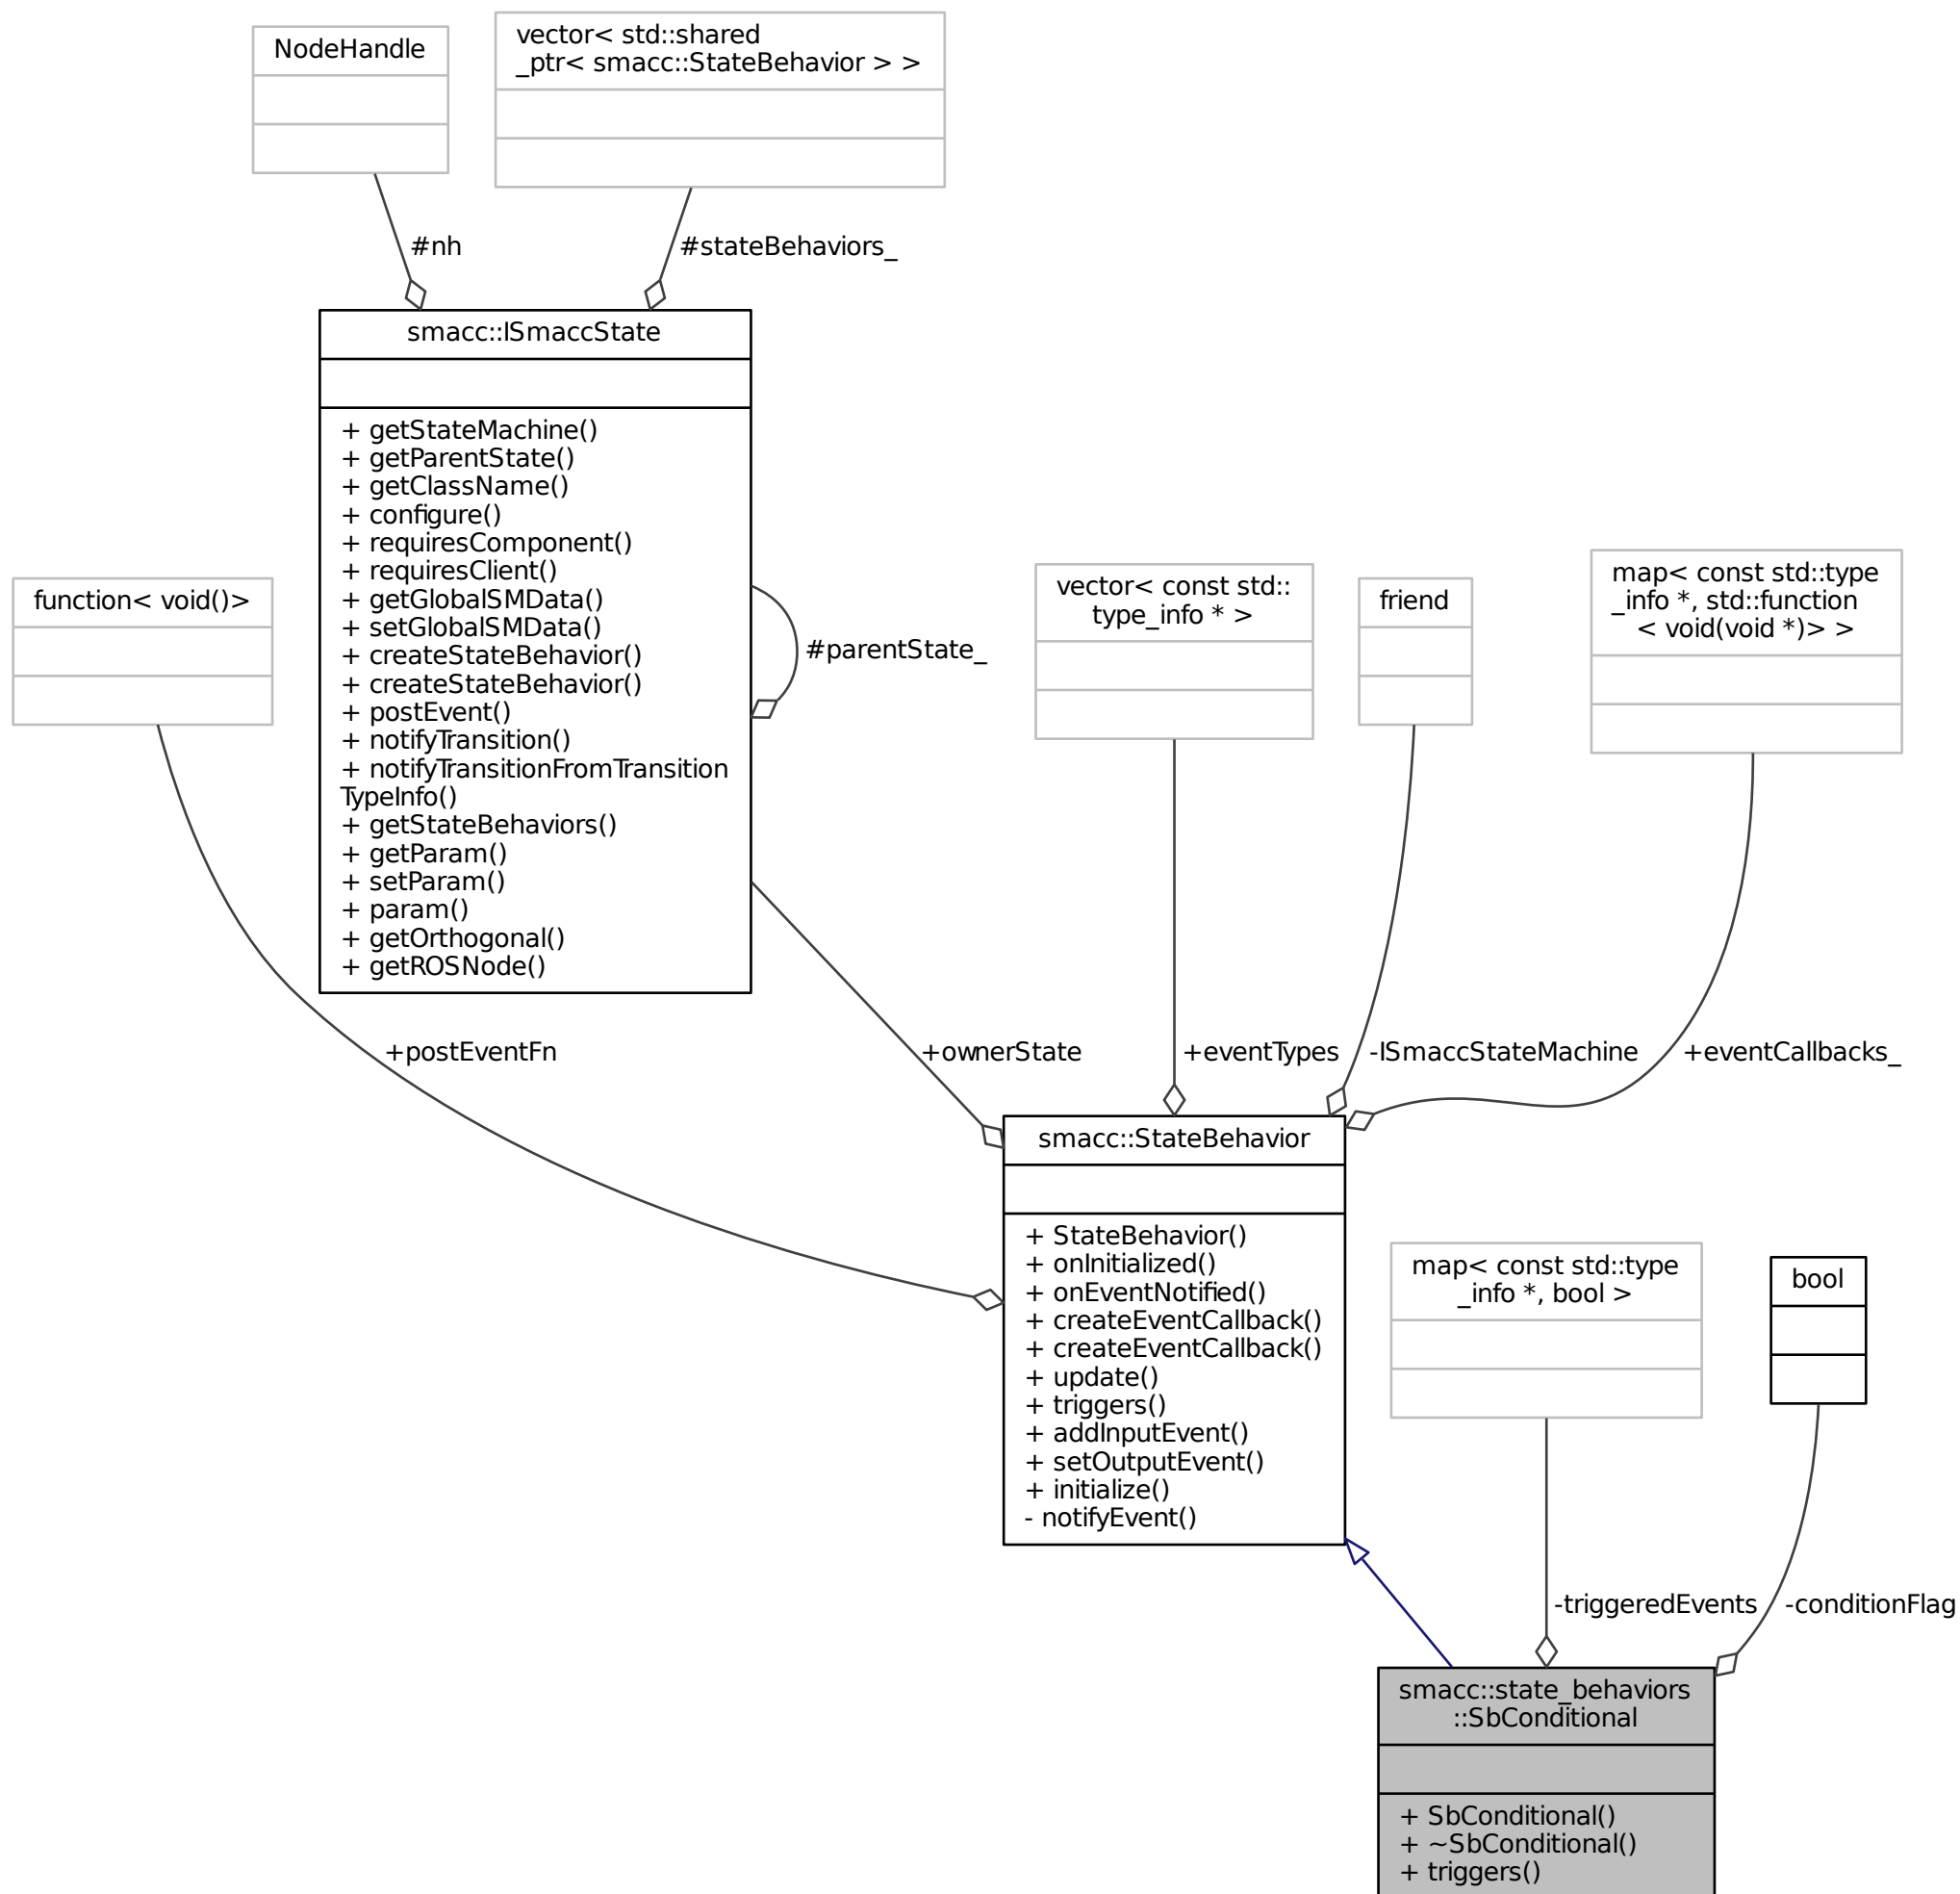 NodeHandle
vector< std::shared
_ptr< smacc::StateBehavior > >
#nh
#stateBehaviors_
smacc::ISmaccState
+ getStateMachine()
+ getParentState()
+ getClassName()
+ configure()
+ requiresComponent()
+ requiresClient()
+ getGlobalSMData()
+ setGlobalSMData()
+ createStateBehavior()
+ createStateBehavior()
+ postEvent()
+ notifyTransition()
+ notifyTransitionFromTransition
TypeInfo()
+ getStateBehaviors()
+ getParam()
+ setParam()
+ param()
+ getOrthogonal()
+ getROSNode()
#parentState_
function< void()>
vector< const std::
type_info * >
friend
map< const std::type
_info *, std::function
< void(void *)> >
+postEventFn
+ownerState
+eventTypes
-ISmaccStateMachine
+eventCallbacks_
smacc::StateBehavior
+ StateBehavior()
+ onInitialized()
+ onEventNotified()
+ createEventCallback()
+ createEventCallback()
+ update()
+ triggers()
+ addInputEvent()
+ setOutputEvent()
+ initialize()
- notifyEvent()
map< const std::type
_info *, bool >
bool
-triggeredEvents
-conditionFlag
smacc::state_behaviors
::SbConditional
+ SbConditional()
+ ~SbConditional()
+ triggers()